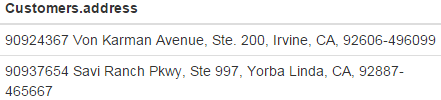 Customers.address
90924367 Von Karman Avenue, Ste. 200, Irvine, CA, 92606-496099
90937654 Savi Ranch Pkwy, Ste 997, Yorba Linda, CA, 92887-
465667